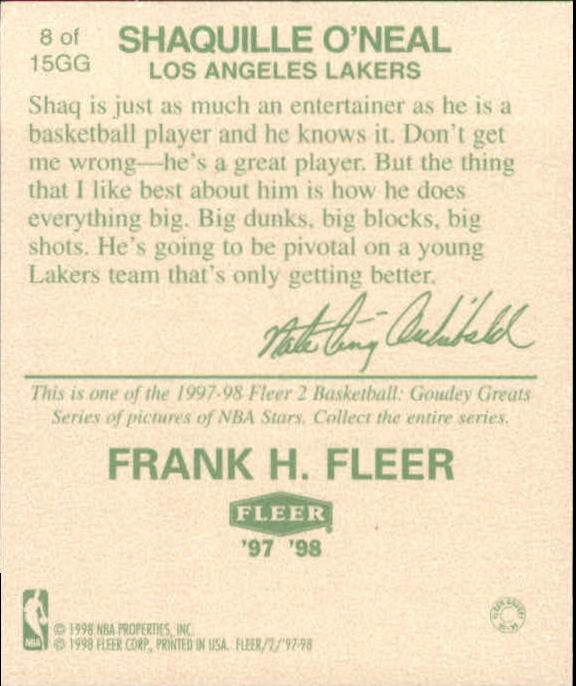 8 of
15GG
SHAQUILLE O'NEAL
LOS ANGELES LAKERS
Shaq is just as much an entertainer as he is a
basketball player and he knows it. Don't get
me wrong—he's a great player. But the thing
that I like best about him is how he does
everything big. Big dunks, big blocks, big
shots. He's going to be pivotal on a young
Lakers team that's only getting better.
Nate Tiny Archibald
This is one of the 1997-98 Fleer 2 Basketball: Goudey Greats
Series of pictures of NBA Stars. Collect the entire series.
FRANK H. FLEER
FLEER
'97 '98
NBA
© 1998 NBA PROPERTIES, INC.
© 1998 FLEER CORP., PRINTED IN USA. FLEER/2/'97-98